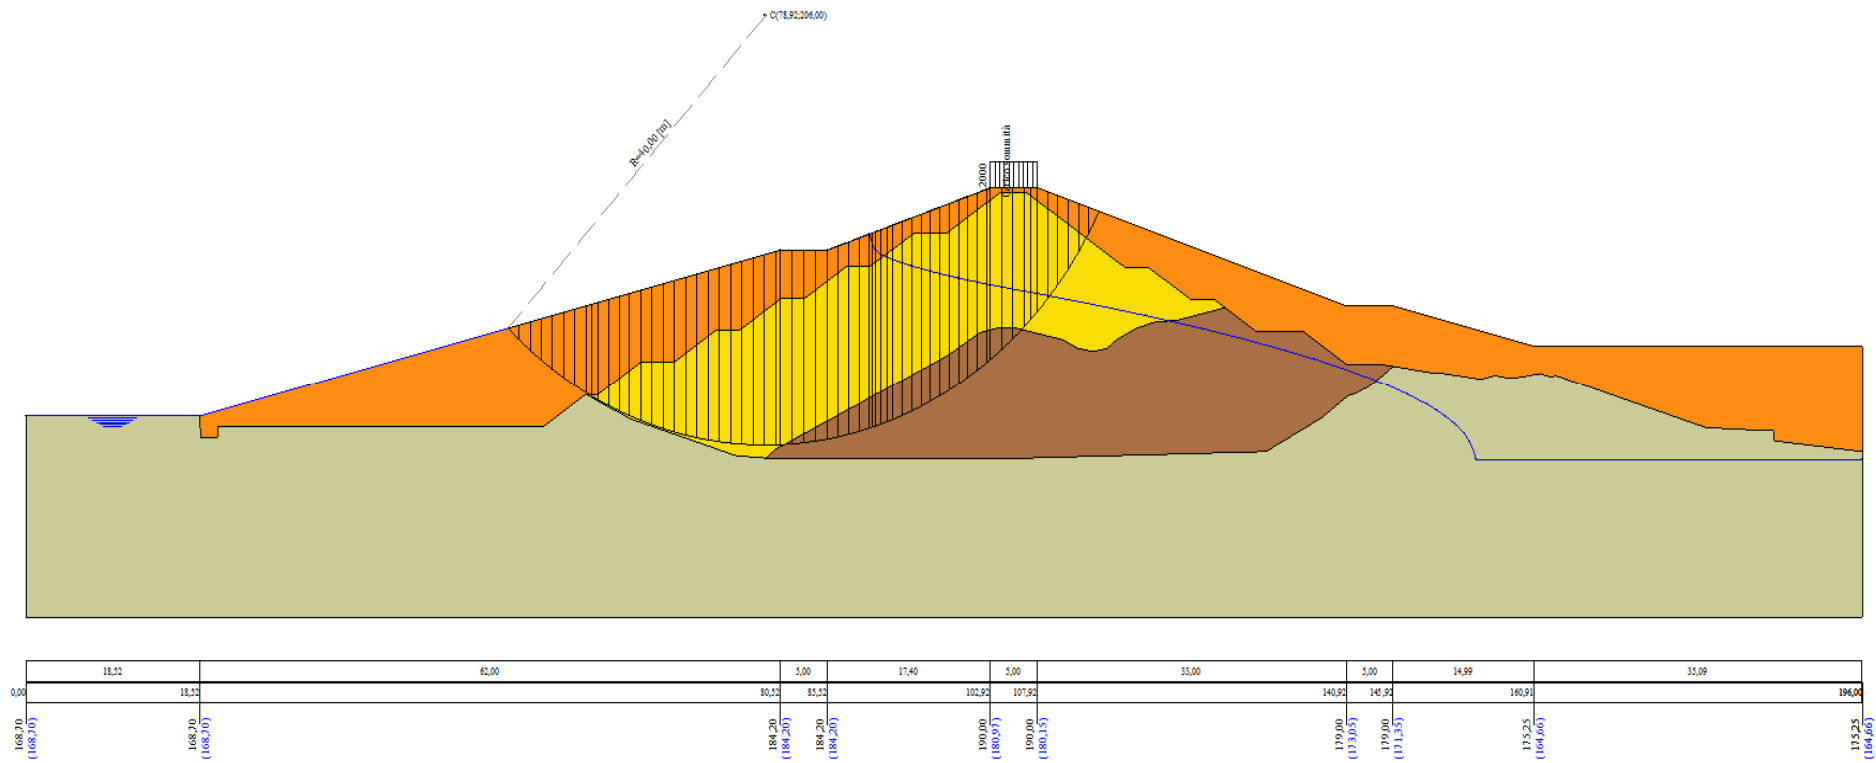 C(78,92;206,00)
R=40,00 [m]
2000
18,52 62,00 5,00 17,40 5,00 33,00 5,00 14,99 35,09
0,00 18,52 80,52 85,52 102,92 107,92 140,92 145,92 160,91 196,00
168,70 168,70 184,20 184,20 190,00 190,00 179,00 179,00 175,25 175,25
(168,70) (168,70) (184,20) (184,20) (180,97) (180,15) (173,05) (171,35) (164,66) (164,66)